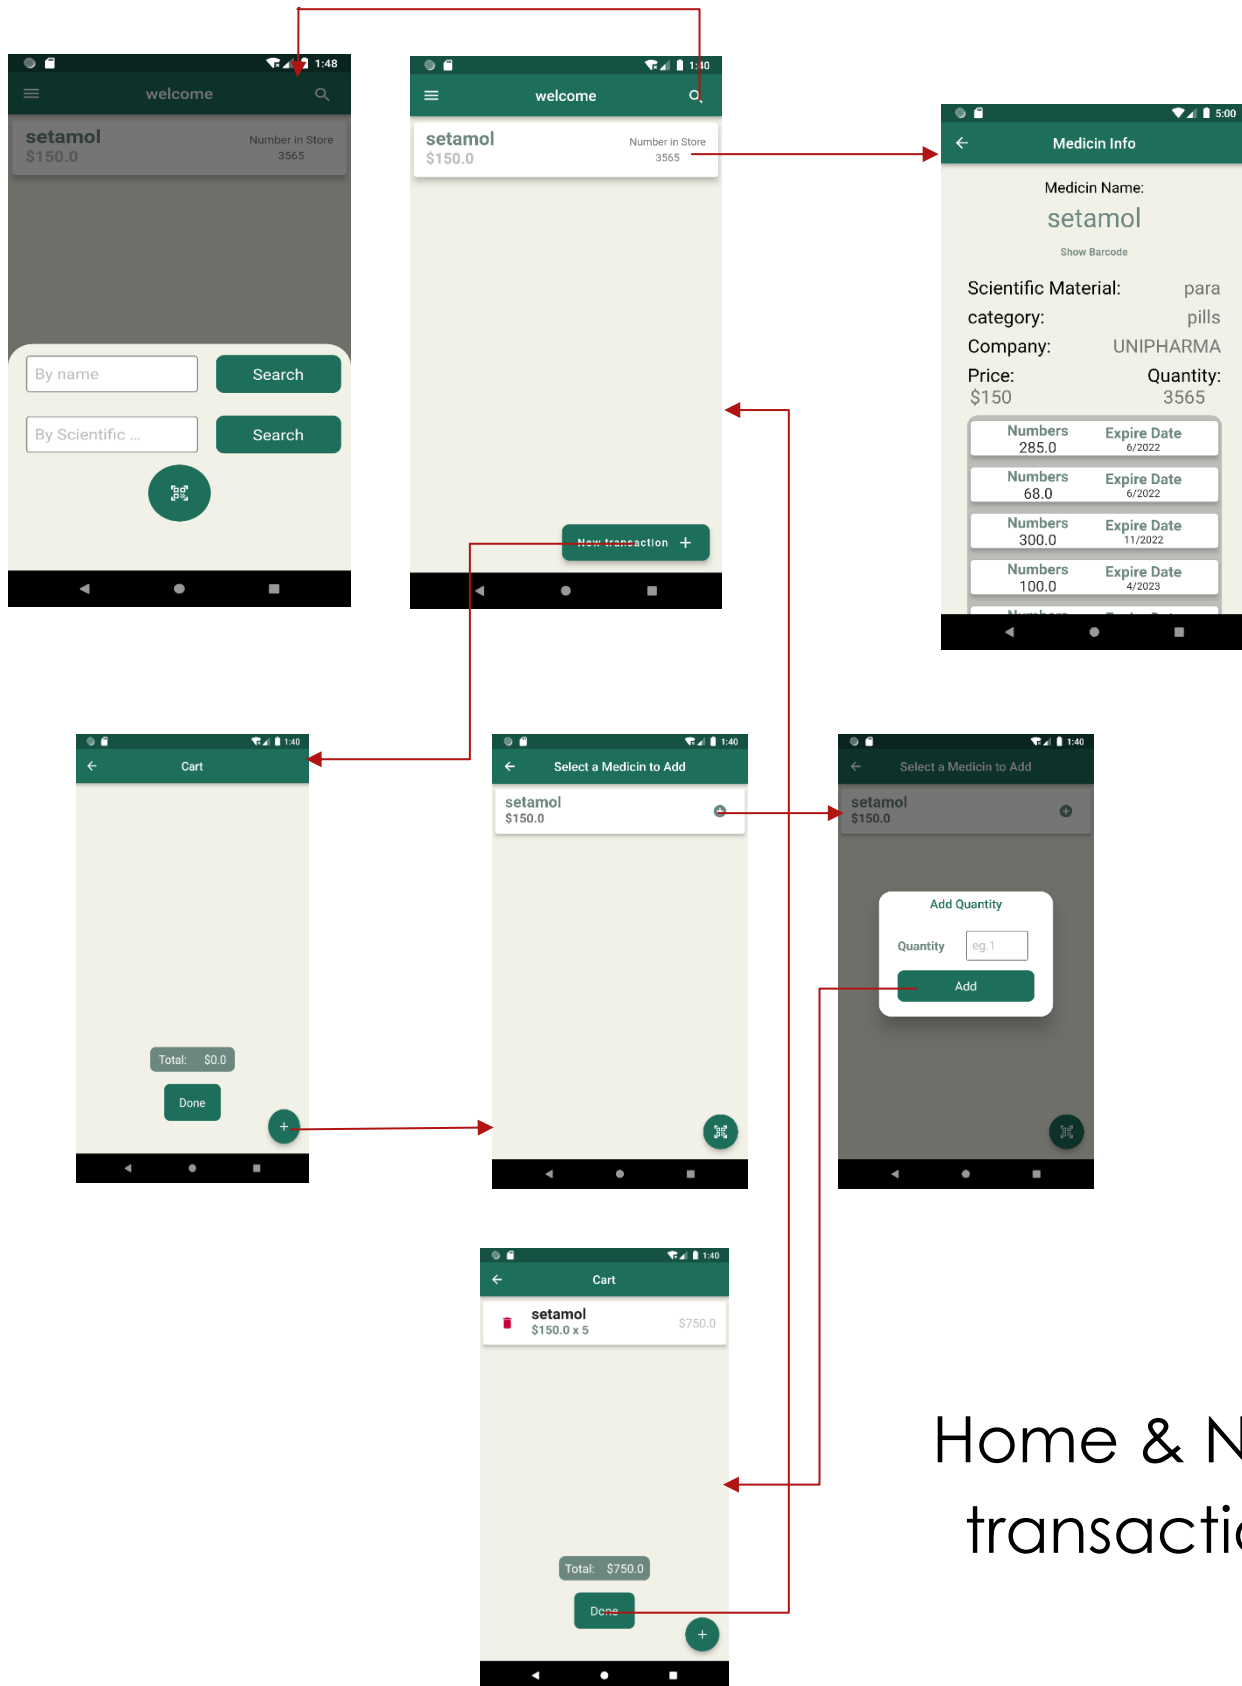 1:48
welcome
setamol
$150.0
Number in Store
3565
By name
Search
By Scientific ...
Search
1:40
welcome
setamol
$150.0
Number in Store
3565
New transaction
5:00
Medicin Info
Medicin Name:
setamol
Show Barcode
Scientific Material: para
category: pills
Company: UNIPHARMA
Price: Quantity:
$150 3565
Numbers Expire Date
285.0 6/2022
Numbers Expire Date
68.0 6/2022
Numbers Expire Date
300.0 11/2022
Numbers Expire Date
100.0 4/2023
1:40
Cart
Total: $0.0
Done
+
1:40
Select a Medicin to Add
setamol
$150.0
1:40
Select a Medicin to Add
setamol
$150.0
Add Quantity
Quantity eg.1
Add
1:40
Cart
setamol
$150.0 x 5
$750.0
Total: $750.0
Done
+
Home & N
transactio